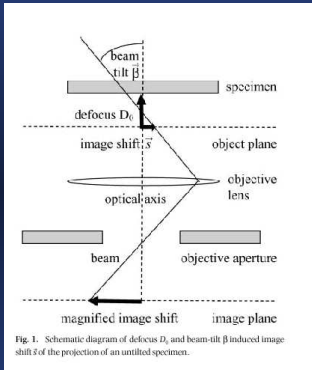 beam
tilt β⃗
specimen
defocus D₀
image shift s⃗
object plane
objective
lens
optical axis
beam
objective aperture
magnified image shift
image plane
Fig. 1. Schematic diagram of defocus D₀ and beam-tilt β induced image
shift s⃗ of the projection of an untilted specimen.